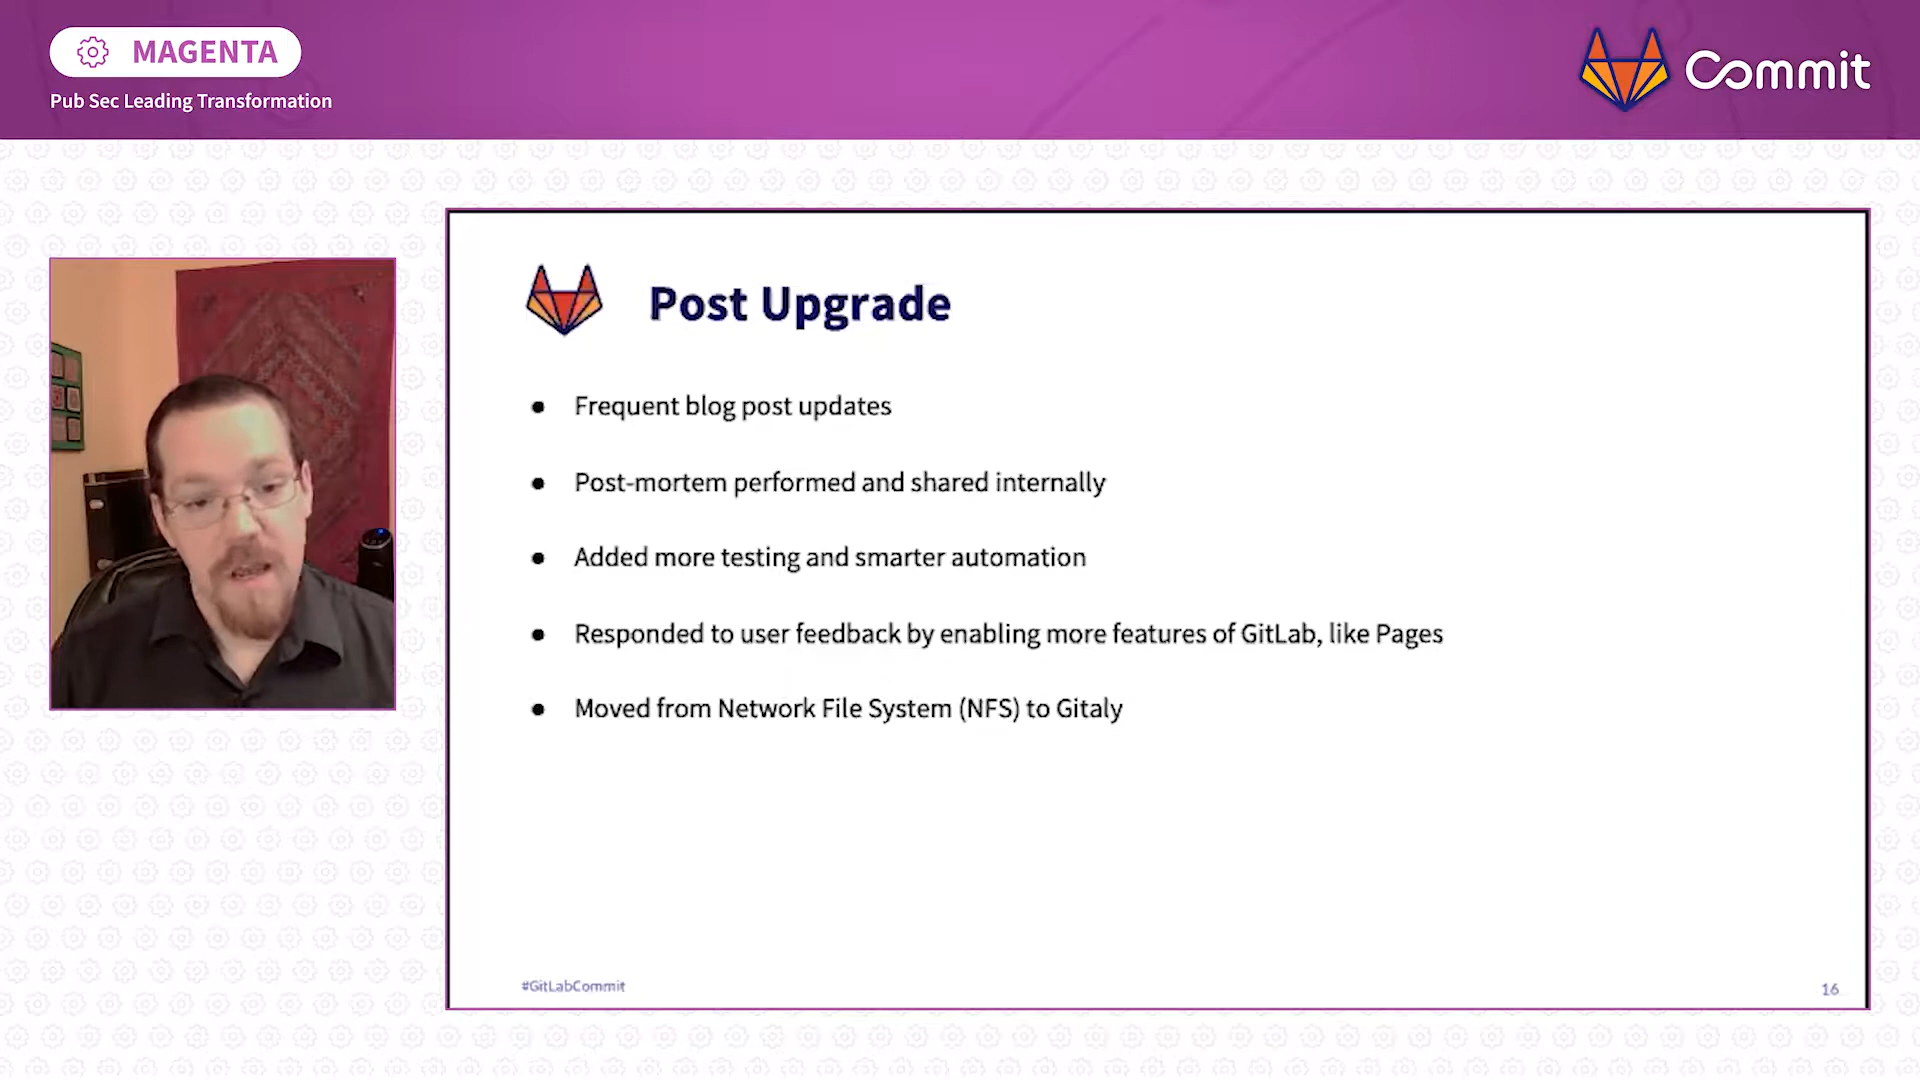 MAGENTA
Pub Sec Leading Transformation
Commit
Post Upgrade
● Frequent blog post updates
● Post-mortem performed and shared internally
● Added more testing and smarter automation
● Responded to user feedback by enabling more features of GitLab, like Pages
● Moved from Network File System (NFS) to Gitaly
#GitLabCommit
16